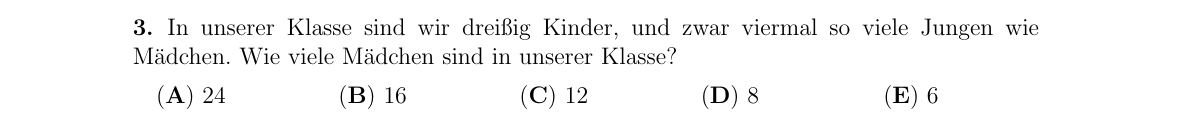 3. In unserer Klasse sind wir dreißig Kinder, und zwar viermal so viele Jungen wie
Mädchen. Wie viele Mädchen sind in unserer Klasse?
(A) 24 (B) 16 (C) 12 (D) 8 (E) 6